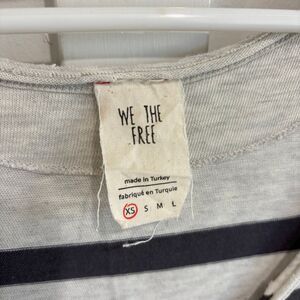 WE THE
FREE
made in Turkey
fabriqué en Turquie
XS S M L